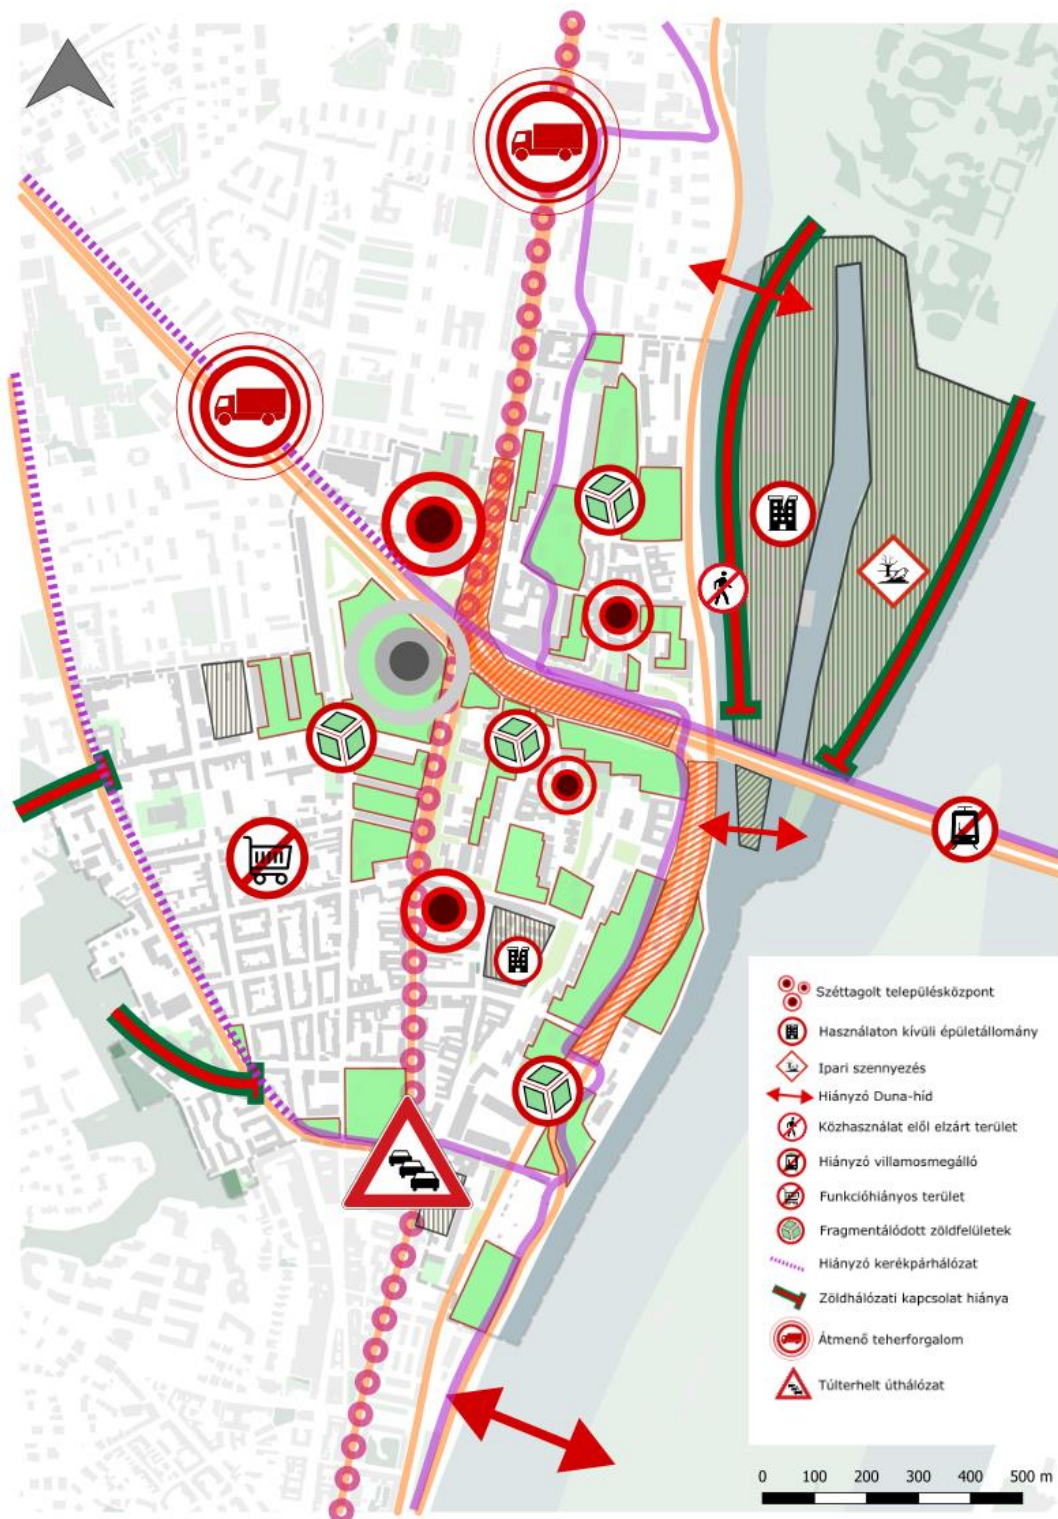 Széttagolt településközpont
Használaton kívüli épületállomány
Ipari szennyezés
Hiányzó Duna-híd
Közhasználat elől elzárt terület
Hiányzó villamosmegálló
Funkcióhiányos terület
Fragmentálódott zöldfelületek
Hiányzó kerékpárhálózat
Zöldhálózati kapcsolat hiánya
Átmenő teherforgalom
Túlterhelt úthálózat
0 100 200 300 400 500 m